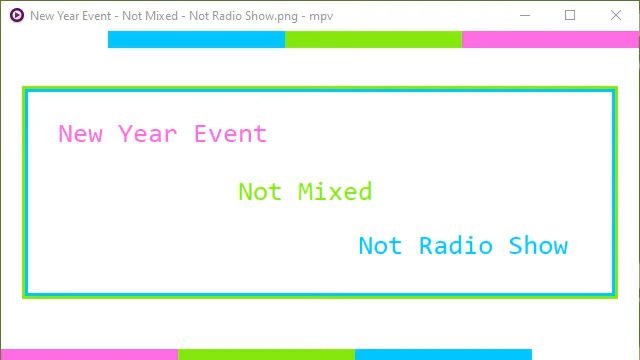 New Year Event - Not Mixed - Not Radio Show.png - mpv
New Year Event
Not Mixed
Not Radio Show